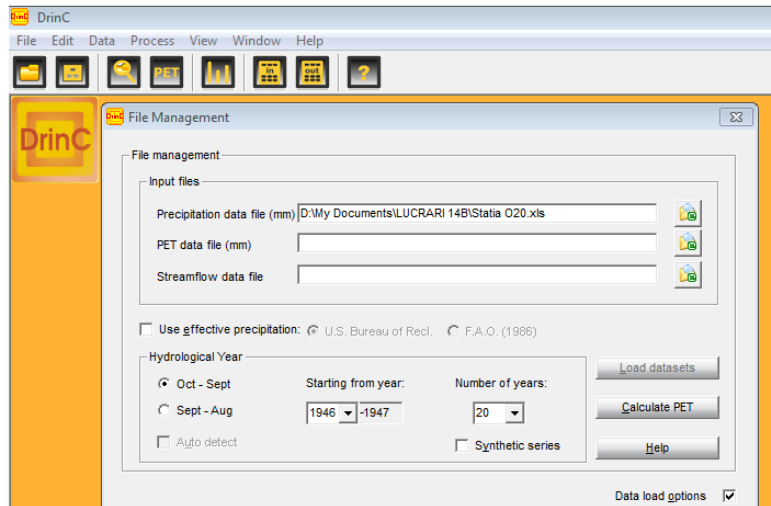 DrinC
File Edit Data Process View Window Help
PET in out ?
DrinC
DrinC File Management
File management
Input files
Precipitation data file (mm) D:\My Documents\LUCRARI 14B\Statia O20.xls
PET data file (mm)
Streamflow data file
Use effective precipitation: U.S. Bureau of Recl. F.A.O. (1986)
Hydrological Year
Load datasets
Oct - Sept Starting from year: Number of years:
Sept - Aug 1946 -1947 20 Calculate PET
Auto detect Synthetic series Help
Data load options